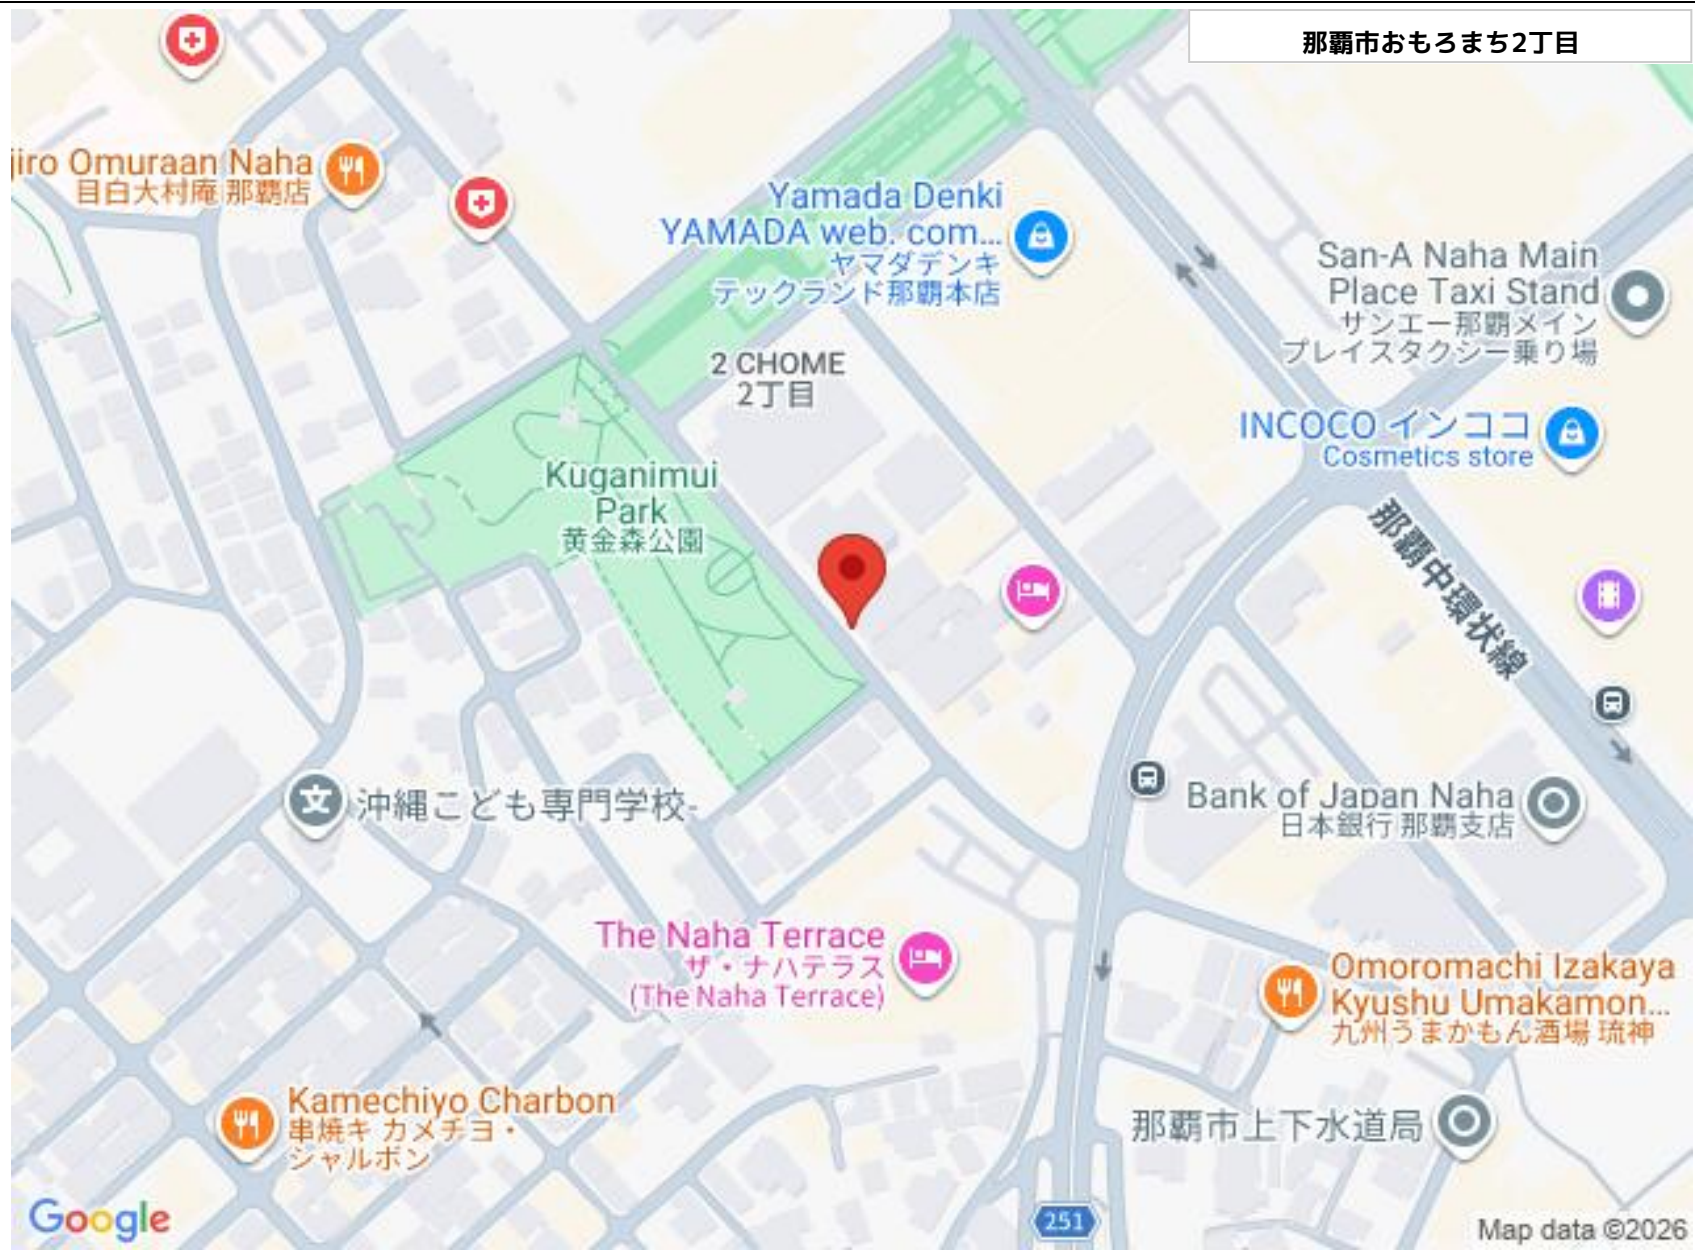 那覇市おもろまち2丁目
jiro Omuraan Naha
目白大村庵 那覇店
Yamada Denki
YAMADA web. com...
ヤマダデンキ
テックランド那覇本店
San-A Naha Main
Place Taxi Stand
サンエー那覇メイン
プレイスタクシー乗り場
2 CHOME
2丁目
INCOCO インココ
Cosmetics store
Kuganimui
Park
黄金森公園
那覇中環状線
沖縄こども専門学校-
Bank of Japan Naha
日本銀行 那覇支店
The Naha Terrace
ザ・ナハテラス
(The Naha Terrace)
Omoromachi Izakaya
Kyushu Umakamon...
九州うまかもん酒場 琉神
Kamechiyo Charbon
串焼キ カメチヨ・
シャルボン
那覇市上下水道局
251
Google
Map data ©2026